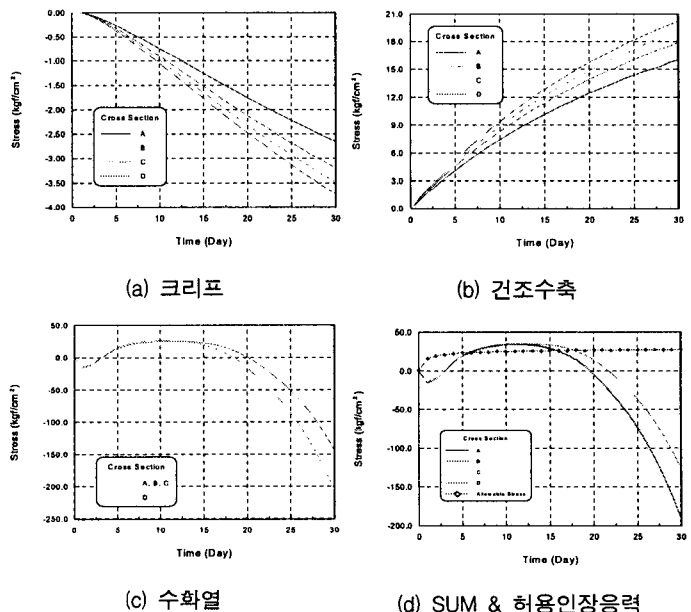 0.00
-0.50
-1.00
-1.50
-2.00
-2.50
-3.00
-3.50
-4.00
Stress (kgf/cm²)
Cross Section
A
B
C
D
0 5 10 15 20 25 30
Time (Day)
(a) 크리프
21.0
18.0
15.0
12.0
9.0
6.0
3.0
0.0
Stress (kgf/cm²)
Cross Section
A
B
C
D
0 5 10 15 20 25 30
Time (Day)
(b) 건조수축
50.0
0.0
-50.0
-100.0
-150.0
-200.0
-250.0
Stress (kgf/cm²)
Cross Section
A, B, C
D
0 5 10 15 20 25 30
Time (Day)
(c) 수화열
50.0
0.0
-50.0
-100.0
-150.0
-200.0
Stress (kgf/cm²)
Cross Section
A
B
C
D
Allowable Stress
0 5 10 15 20 25 30
Time (Day)
(d) SUM & 허용인장응력